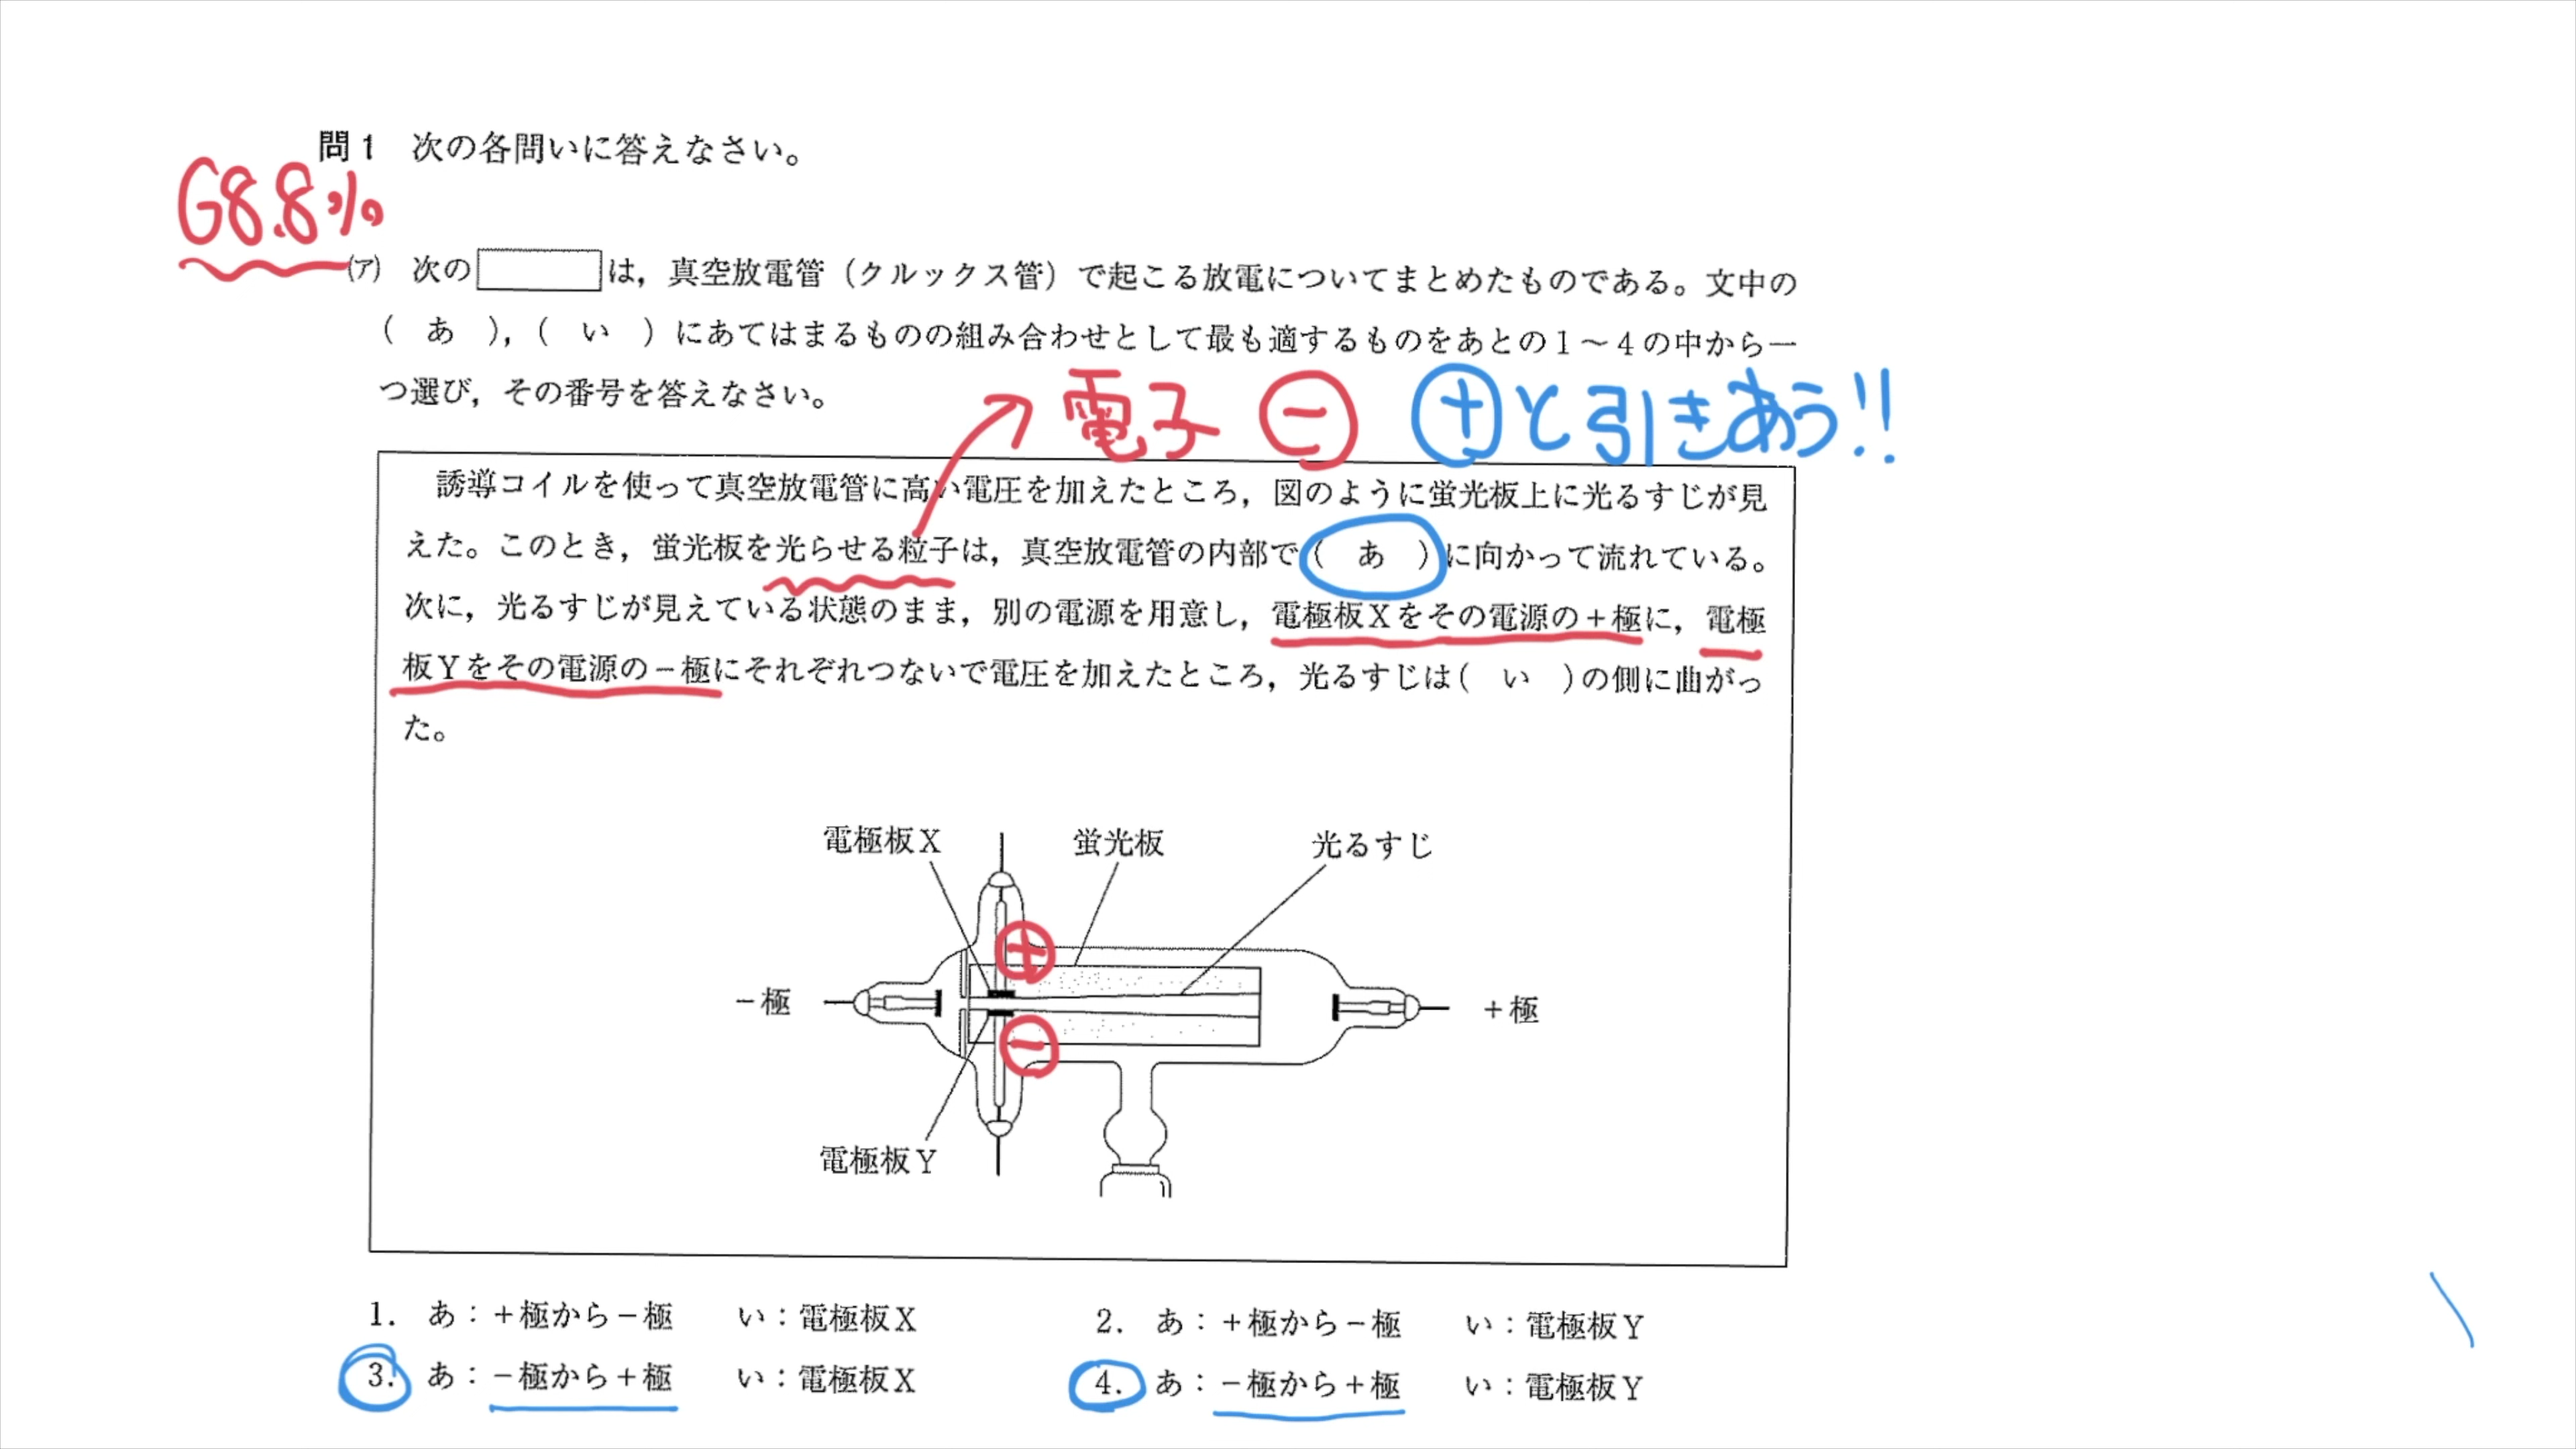 問1 次の各問いに答えなさい。
68.8%
(ア) 次の は，真空放電管（クルックス管）で起こる放電についてまとめたものである。文中の
（ あ ），（ い ）にあてはまるものの組み合わせとして最も適するものをあとの1～4の中から一
つ選び，その番号を答えなさい。
電子 ⊖ ⊕と引きあう!!
誘導コイルを使って真空放電管に高い電圧を加えたところ，図のように蛍光板上に光るすじが見
えた。このとき，蛍光板を光らせる粒子は，真空放電管の内部で（ あ ）に向かって流れている。
次に，光るすじが見えている状態のまま，別の電源を用意し，電極板Xをその電源の＋極に，電極
板Yをその電源の－極にそれぞれつないで電圧を加えたところ，光るすじは（ い ）の側に曲がっ
た。
電極板X 蛍光板 光るすじ
⊕
－極 ＋極
⊖
電極板Y
1. あ：＋極から－極 い：電極板X 2. あ：＋極から－極 い：電極板Y
3. あ：－極から＋極 い：電極板X 4. あ：－極から＋極 い：電極板Y